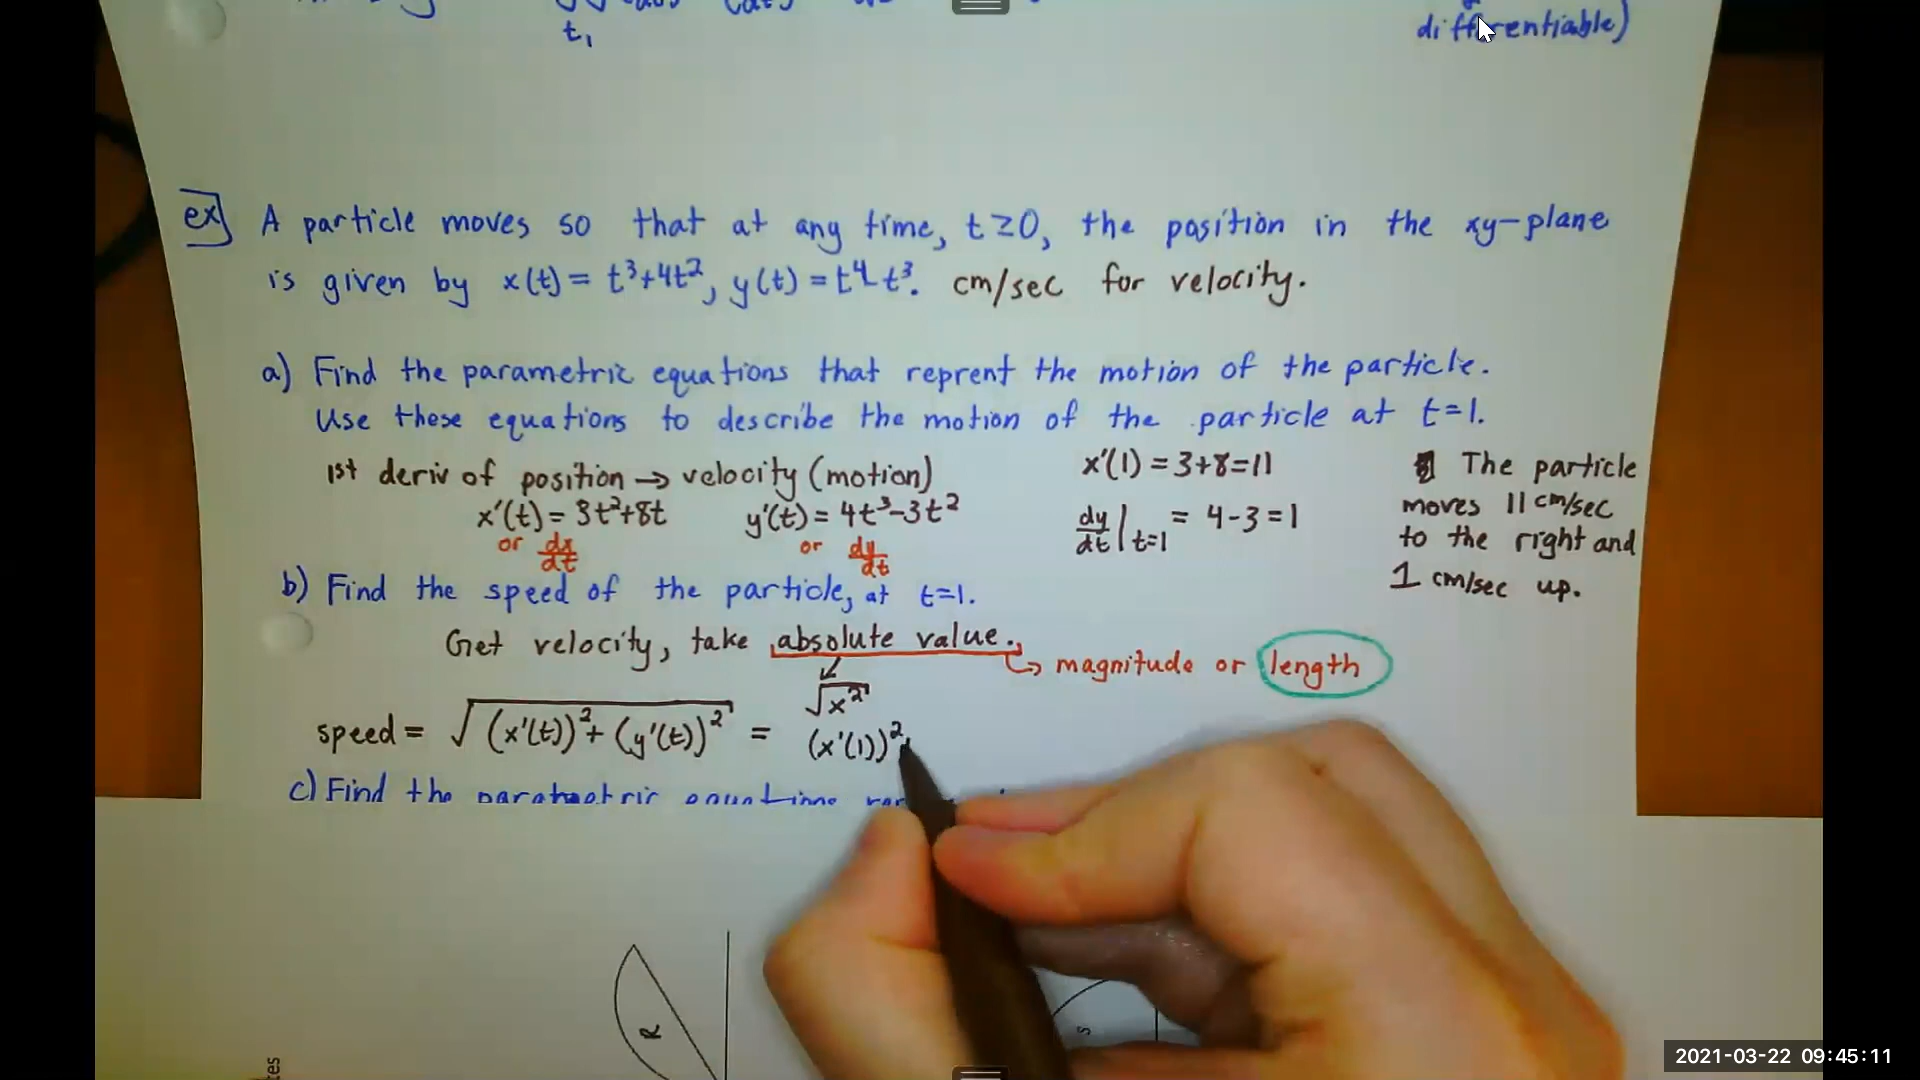 t₁
differentiable)
ex) A particle moves so that at any time, t≥0, the position in the xy-plane
is given by x(t) = t³+4t², y(t) = t⁴-t³. cm/sec for velocity.
a) Find the parametric equations that reprent the motion of the particle.
Use those equations to describe the motion of the particle at t=1.
1st deriv of position → velocity (motion)
x'(t) = 3t²+8t y'(t) = 4t³-3t²
or dx/dt or dy/dt
x'(1) = 3+8=11
dy/dt|t=1 = 4-3=1
The particle
moves 11 cm/sec
to the right and
1 cm/sec up.
b) Find the speed of the particle, at t=1.
Get velocity, take absolute value. ↳ magnitude or length
√x²
speed = √(x'(t))²+(y'(t))² = (x'(1))²
c) Find the
R
S
2021-03-22 09:45:11